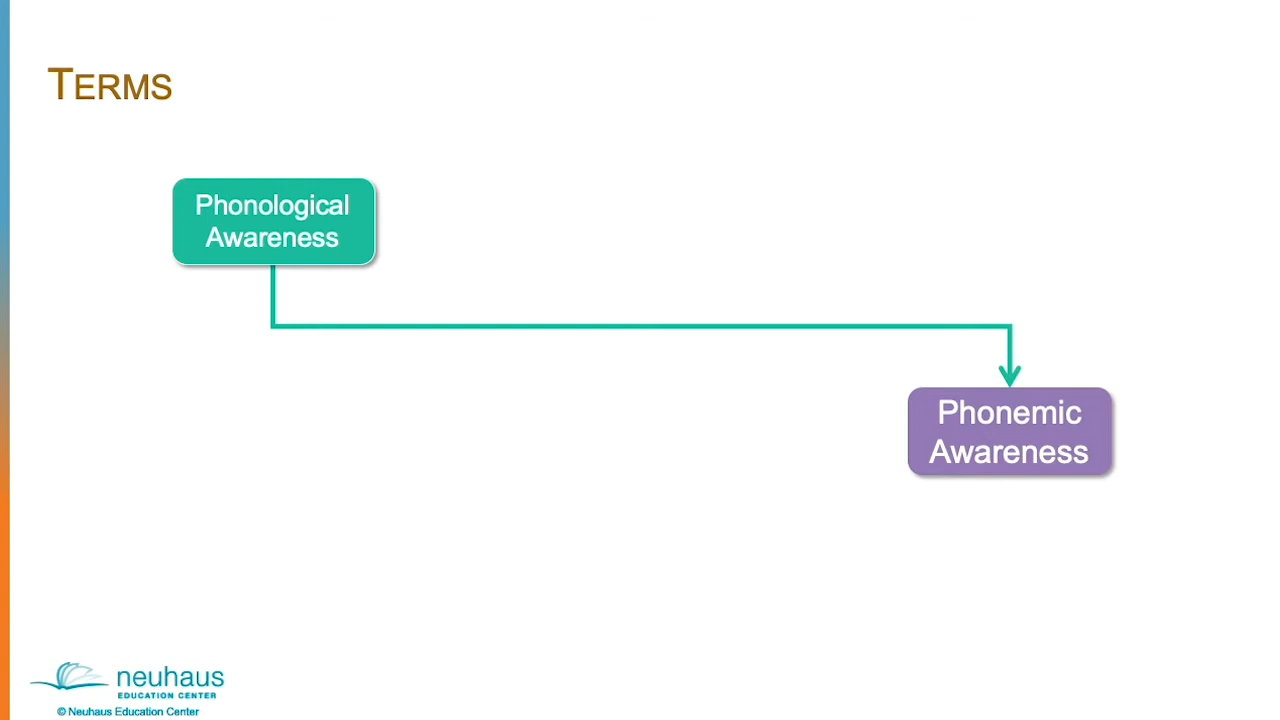 TERMS
Phonological
Awareness
Phonemic
Awareness
neuhaus
EDUCATION CENTER
© Neuhaus Education Center